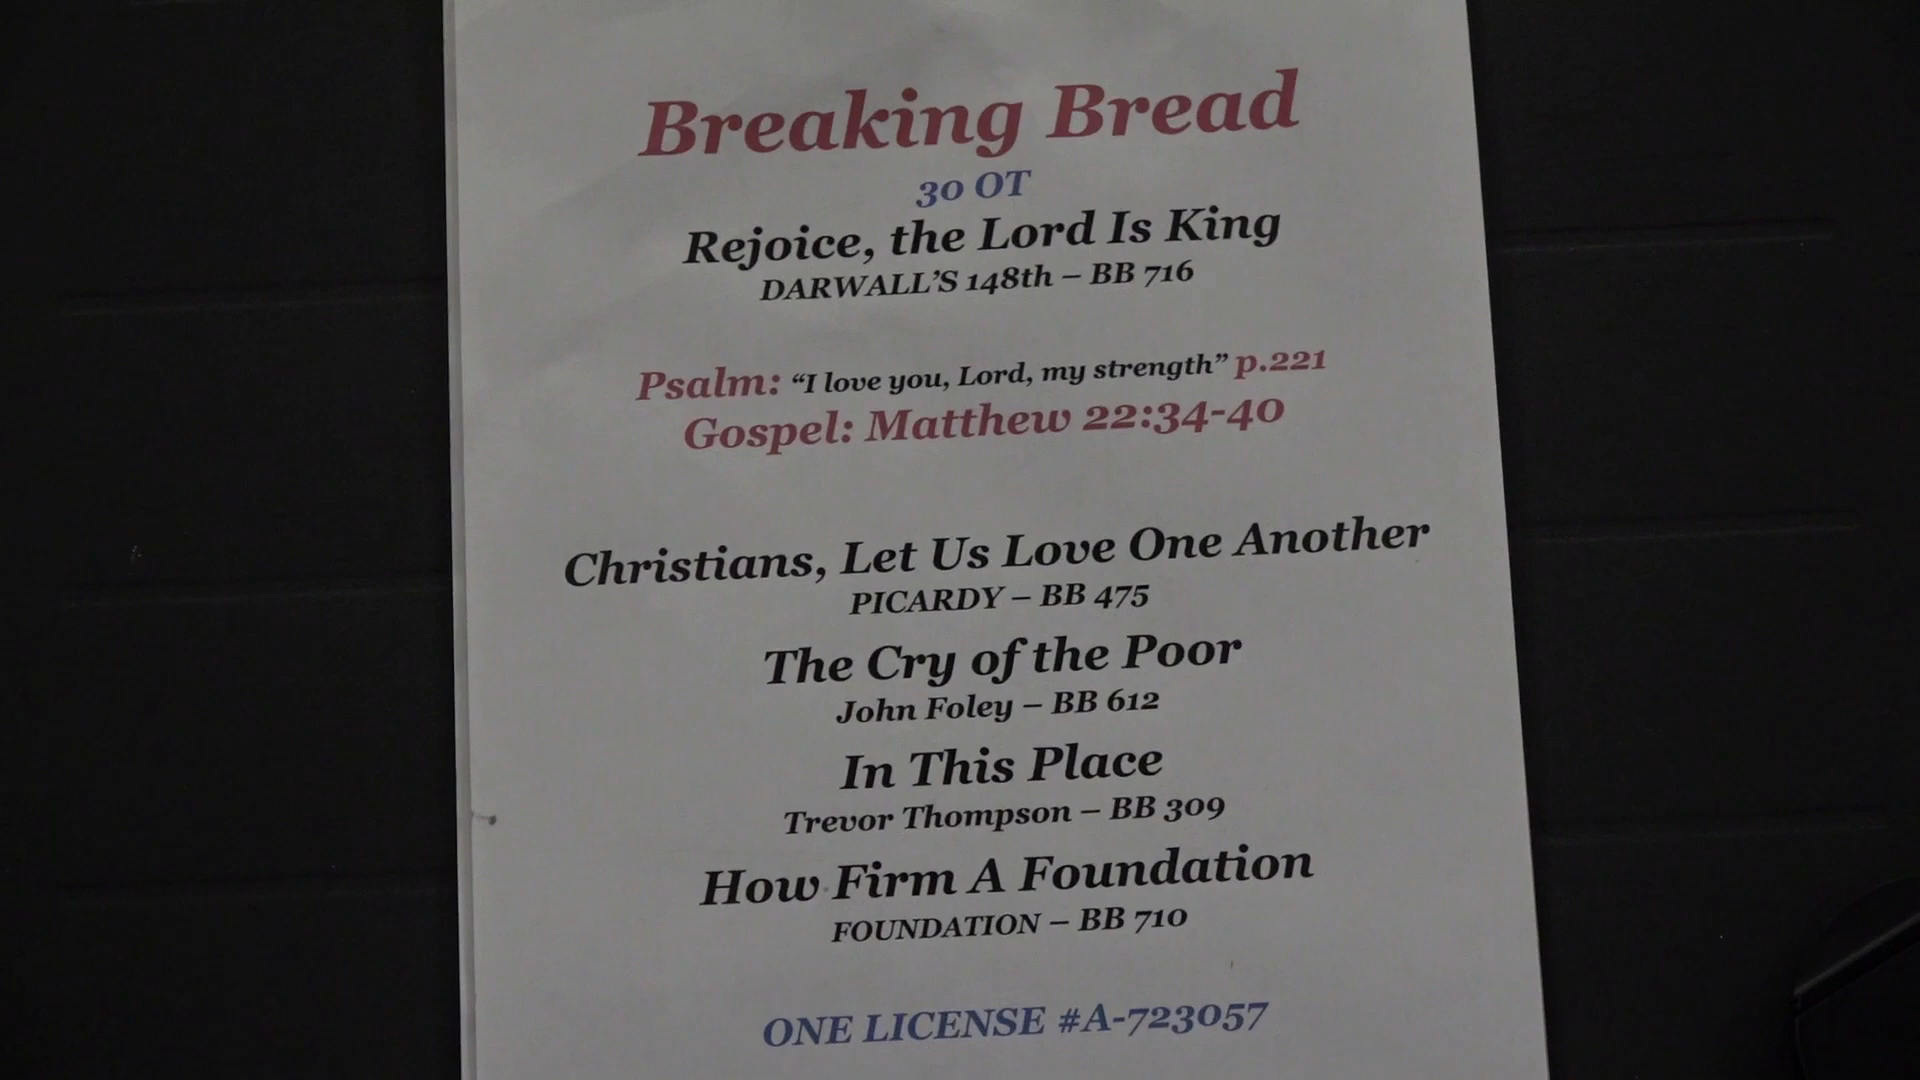 Breaking Bread
30 OT
Rejoice, the Lord Is King
DARWALL’S 148th – BB 716
Psalm: “I love you, Lord, my strength” p.221
Gospel: Matthew 22:34-40
Christians, Let Us Love One Another
PICARDY – BB 475
The Cry of the Poor
John Foley – BB 612
In This Place
Trevor Thompson – BB 309
How Firm A Foundation
FOUNDATION – BB 710
ONE LICENSE #A-723057